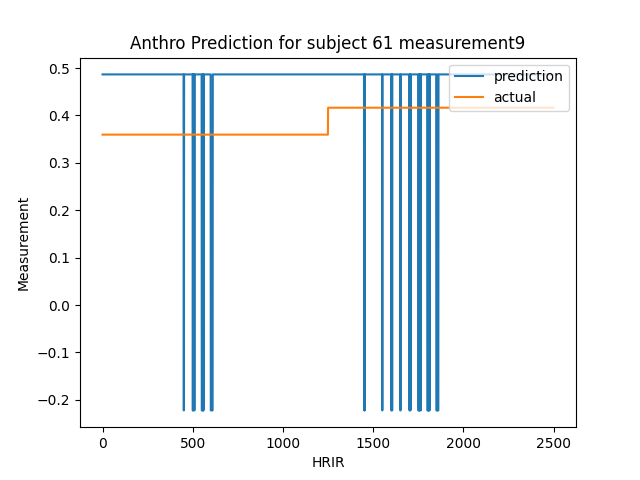 Anthro Prediction for subject 61 measurement9
prediction
actual
0.5
0.4
0.3
0.2
0.1
0.0
−0.1
−0.2
Measurement
0
500
1000
1500
2000
2500
HRIR